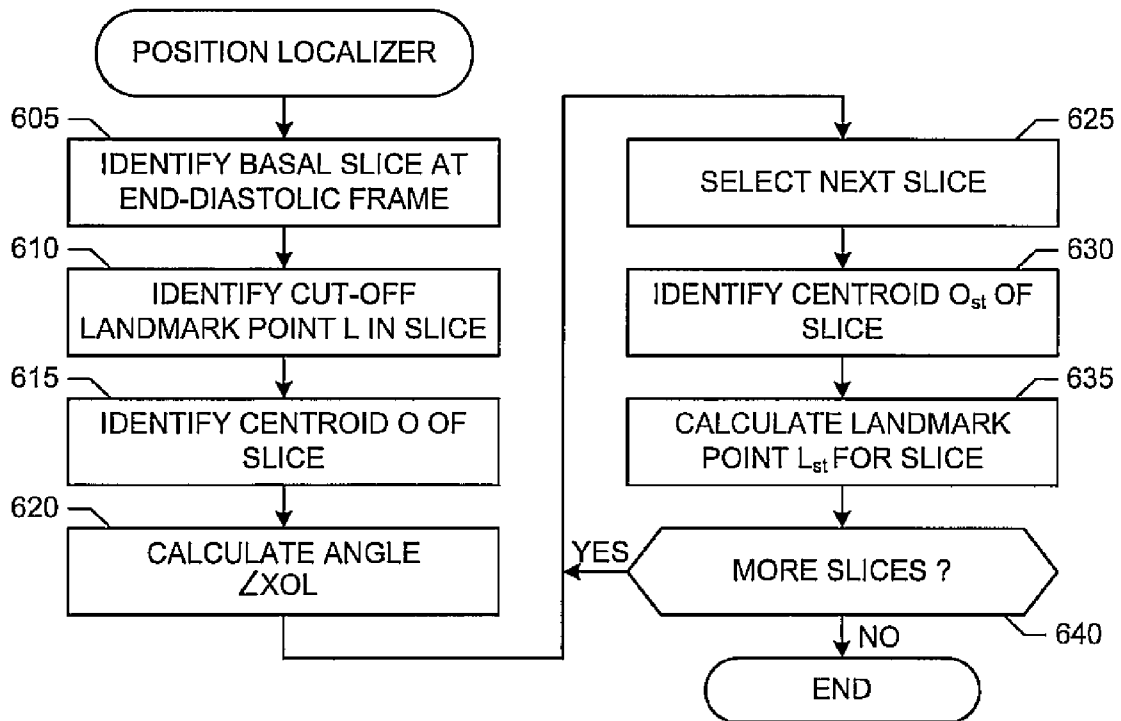 POSITION LOCALIZER
605
IDENTIFY BASAL SLICE AT
END-DIASTOLIC FRAME
610
IDENTIFY CUT-OFF
LANDMARK POINT L IN SLICE
615
IDENTIFY CENTROID O OF
SLICE
620
CALCULATE ANGLE
∠XOL
625
SELECT NEXT SLICE
630
IDENTIFY CENTROID Ost OF
SLICE
635
CALCULATE LANDMARK
POINT Lst FOR SLICE
YES
MORE SLICES ?
640
NO
END